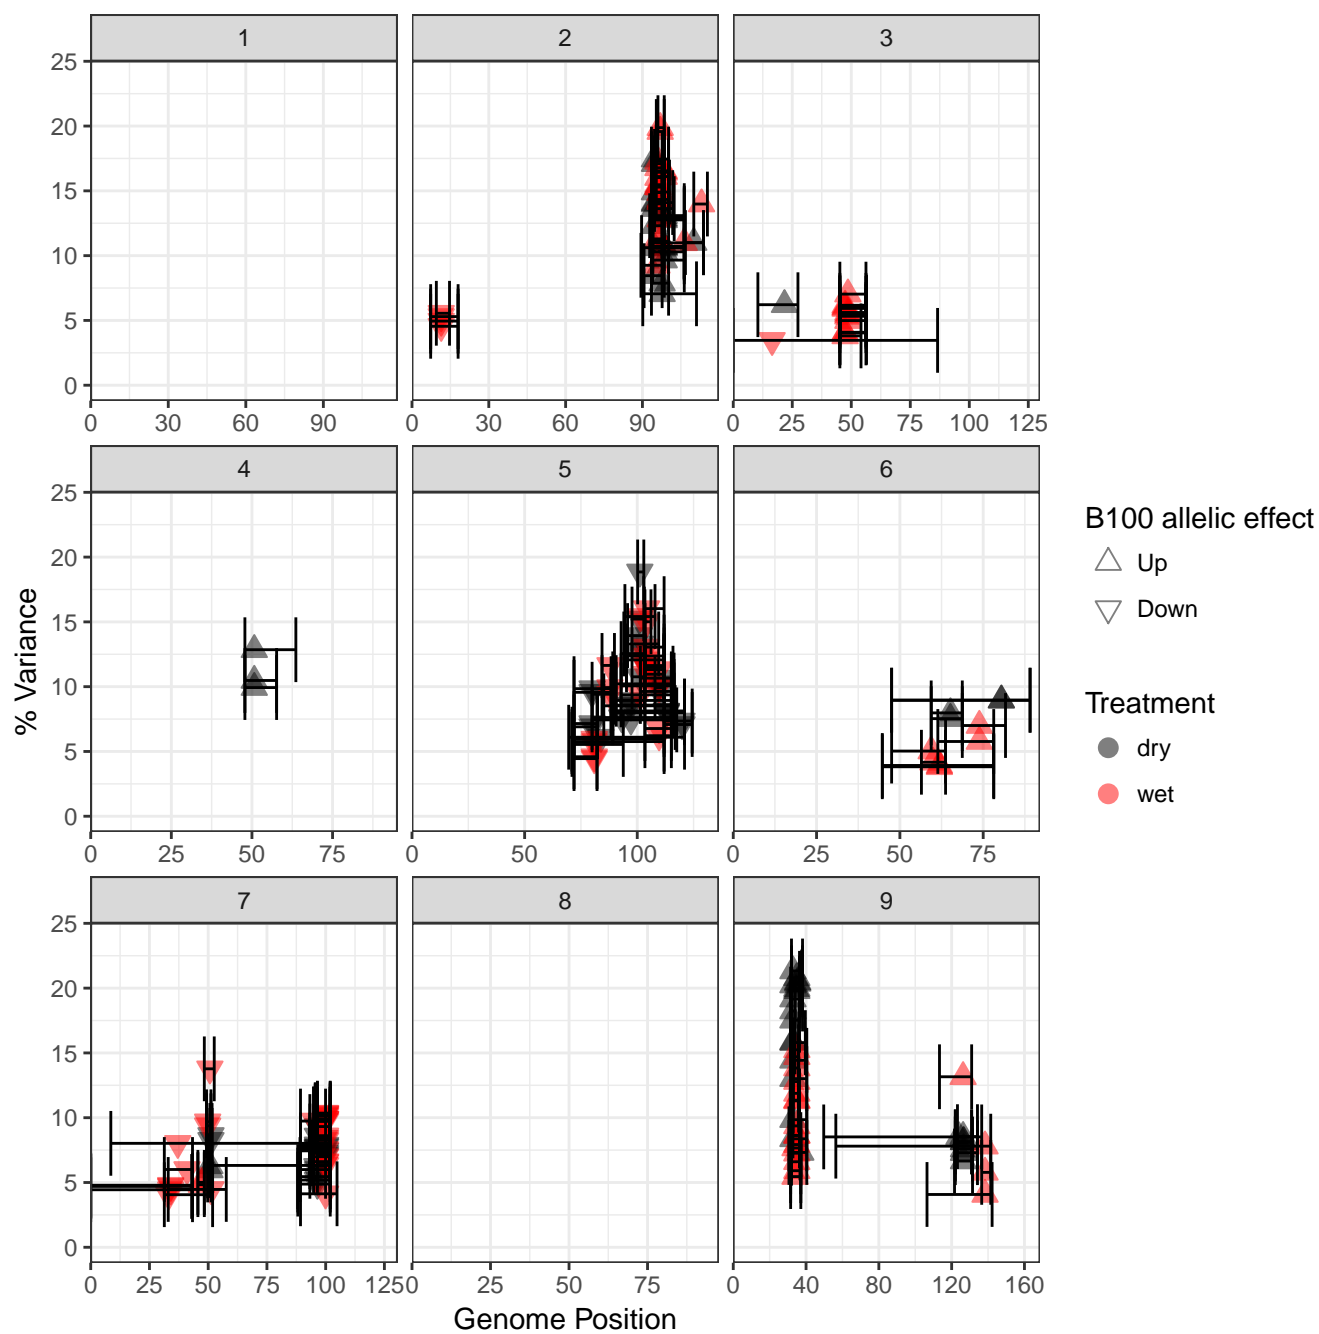 1 2 3
25
20
15
10
5
0
0 30 60 90 0 30 60 90 0 25 50 75 100 125
4 5 6
25
20
15
10
5
0
0 25 50 75 0 50 100 0 25 50 75
7 8 9
25
20
15
10
5
0
0 25 50 75 100 125 0 25 50 75 0 40 80 120 160
Genome Position
% Variance
B100 allelic effect
Up
Down
Treatment
dry
wet